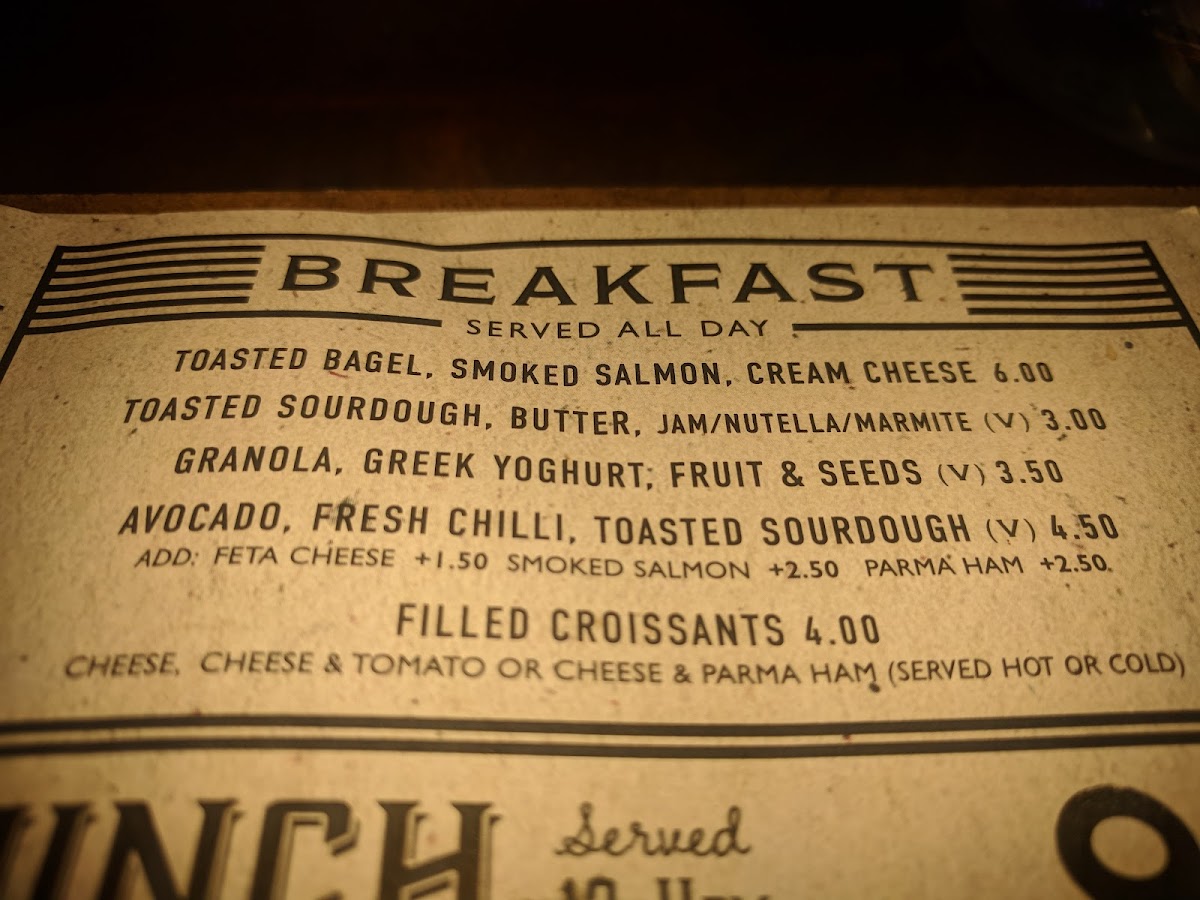 BREAKFAST
SERVED ALL DAY
TOASTED BAGEL, SMOKED SALMON, CREAM CHEESE 6.00
TOASTED SOURDOUGH, BUTTER, JAM/NUTELLA/MARMITE (V) 3.00
GRANOLA, GREEK YOGHURT, FRUIT & SEEDS (V) 3.50
AVOCADO, FRESH CHILLI, TOASTED SOURDOUGH (V) 4.50
ADD: FETA CHEESE +1.50 SMOKED SALMON +2.50 PARMA HAM +2.50
FILLED CROISSANTS 4.00
CHEESE, CHEESE & TOMATO OR CHEESE & PARMA HAM (SERVED HOT OR COLD)
Served